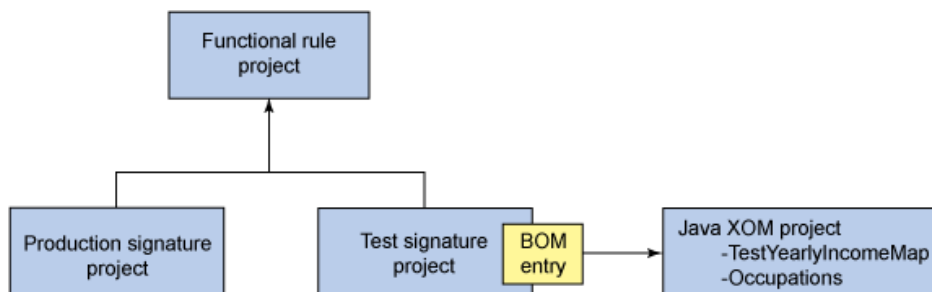 Functional rule
project
Production signature
project
Test signature
project
BOM
entry
Java XOM project
-TestYearlyIncomeMap
-Occupations